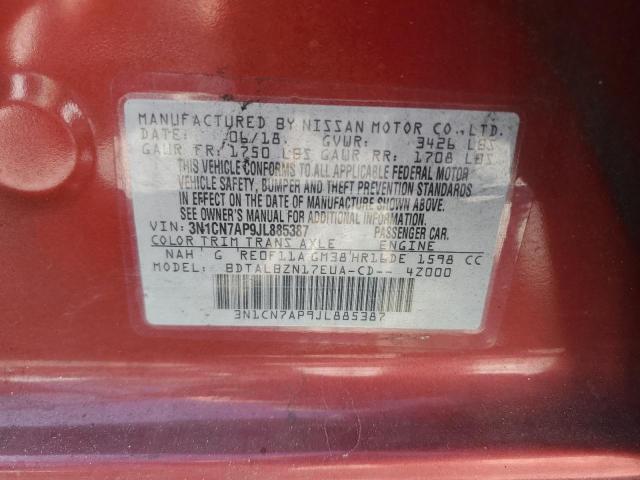 MANUFACTURED BY NISSAN MOTOR CO.,LTD.
DATE: 06/18. GVWR: 3426 LBS
GAWR FR: 1750 LBS GAWR RR: 1708 LBS
THIS VEHICLE CONFORMS TO ALL APPLICABLE FEDERAL MOTOR
VEHICLE SAFETY, BUMPER AND THEFT PREVENTION STANDARDS
IN EFFECT ON THE DATE OF MANUFACTURE SHOWN ABOVE.
SEE OWNER'S MANUAL FOR ADDITIONAL INFORMATION.
VIN: 3N1CN7AP9JL885387 PASSENGER CAR.
COLOR TRIM TRANS AXLE ENGINE
NAH G RE0F11A GM38 HR16DE 1598 CC
MODEL: BDTALBZN17EUA-CD-- 4Z000
3N1CN7AP9JL885387